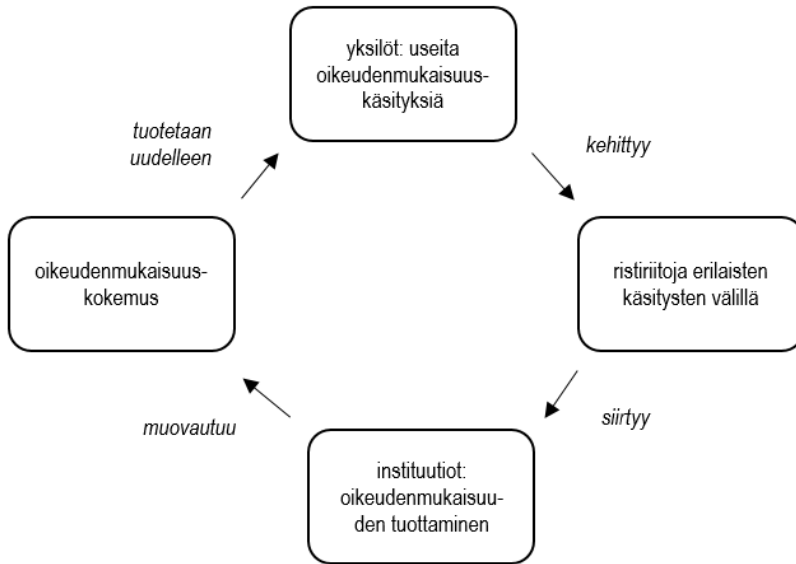 yksilöt: useita
oikeudenmukaisuus-
käsityksiä
tuotetaan
uudelleen
kehittyy
oikeudenmukaisuus-
kokemus
ristiriitoja erilaisten
käsitysten välillä
muovautuu
siirtyy
instituutiot:
oikeudenmukaisuu-
den tuottaminen